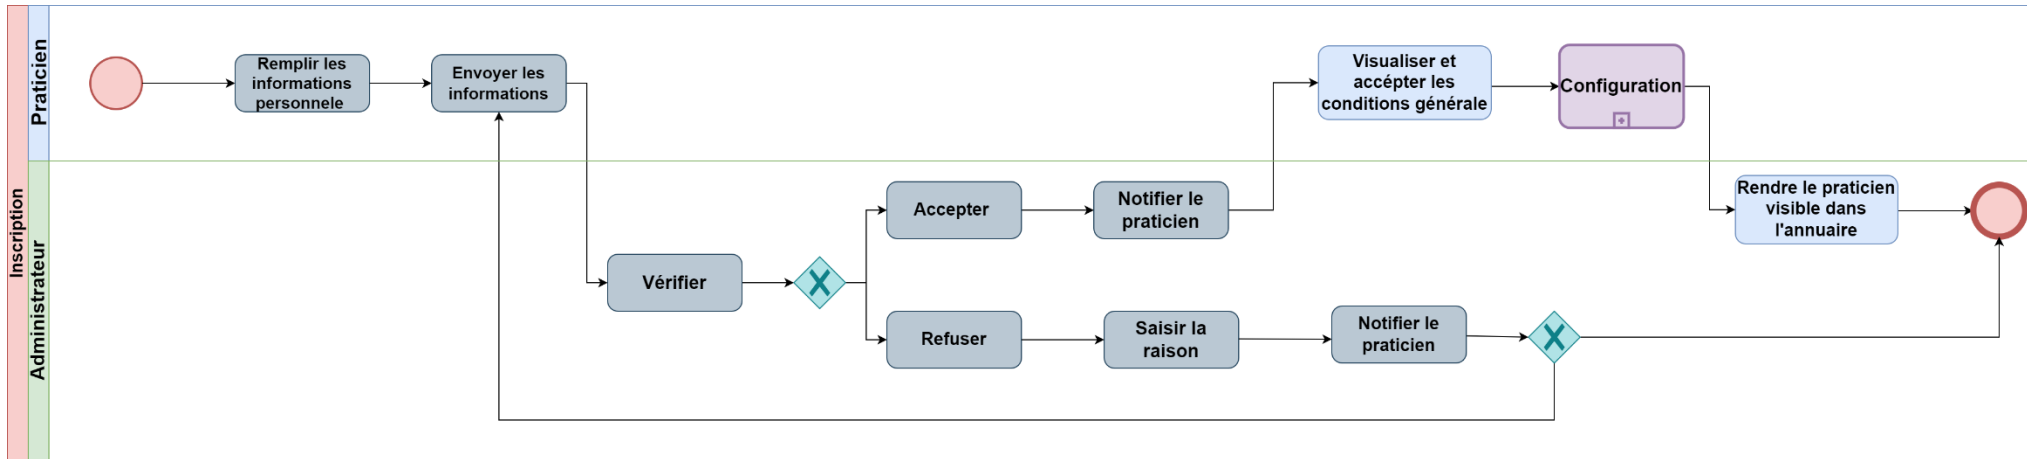 Inscription
Praticien
Administrateur
Remplir les
informations
personnele
Envoyer les
informations
Visualiser et
accépter les
conditions générale
Configuration
Accepter
Notifier le
praticien
Rendre le praticien
visible dans
l'annuaire
Vérifier
Refuser
Saisir la
raison
Notifier le
praticien